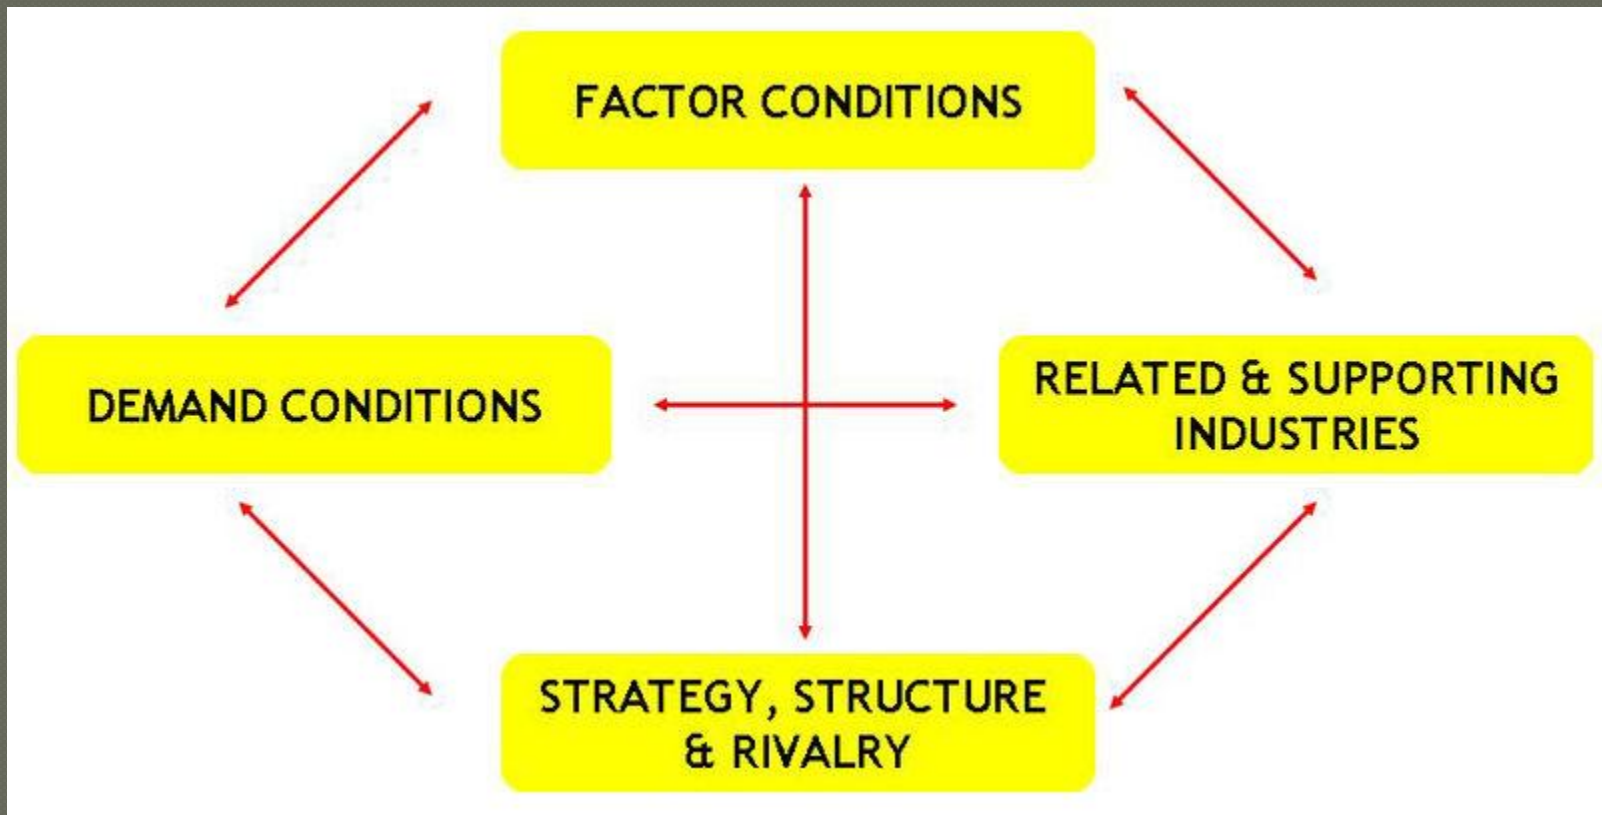 FACTOR CONDITIONS
DEMAND CONDITIONS
RELATED & SUPPORTING
INDUSTRIES
STRATEGY, STRUCTURE
& RIVALRY